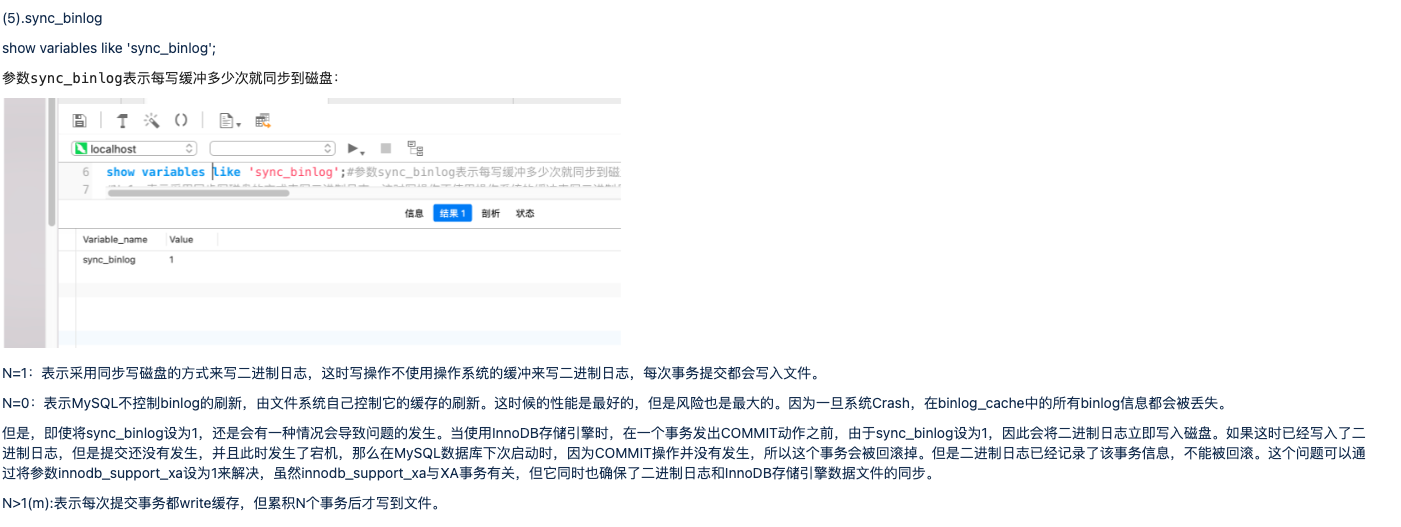 (5).sync_binlog
show variables like 'sync_binlog';
参数sync_binlog表示每写缓冲多少次就同步到磁盘：
localhost
6 show variables like 'sync_binlog';#参数sync_binlog表示每写缓冲多少次就同步到磁
7
信息 结果 1 剖析 状态
Variable_name Value
sync_binlog 1
N=1：表示采用同步写磁盘的方式来写二进制日志，这时写操作不使用操作系统的缓冲来写二进制日志，每次事务提交都会写入文件。
N=0：表示MySQL不控制binlog的刷新，由文件系统自己控制它的缓存的刷新。这时候的性能是最好的，但是风险也是最大的。因为一旦系统Crash，在binlog_cache中的所有binlog信息都会被丢失。
但是，即使将sync_binlog设为1，还是会有一种情况会导致问题的发生。当使用InnoDB存储引擎时，在一个事务发出COMMIT动作之前，由于sync_binlog设为1，因此会将二进制日志立即写入磁盘。如果这时已经写入了二
进制日志，但是提交还没有发生，并且此时发生了宕机，那么在MySQL数据库下次启动时，因为COMMIT操作并没有发生，所以这个事务会被回滚掉。但是二进制日志已经记录了该事务信息，不能被回滚。这个问题可以通
过将参数innodb_support_xa设为1来解决，虽然innodb_support_xa与XA事务有关，但它同时也确保了二进制日志和InnoDB存储引擎数据文件的同步。
N>1(m):表示每次提交事务都write缓存，但累积N个事务后才写到文件。